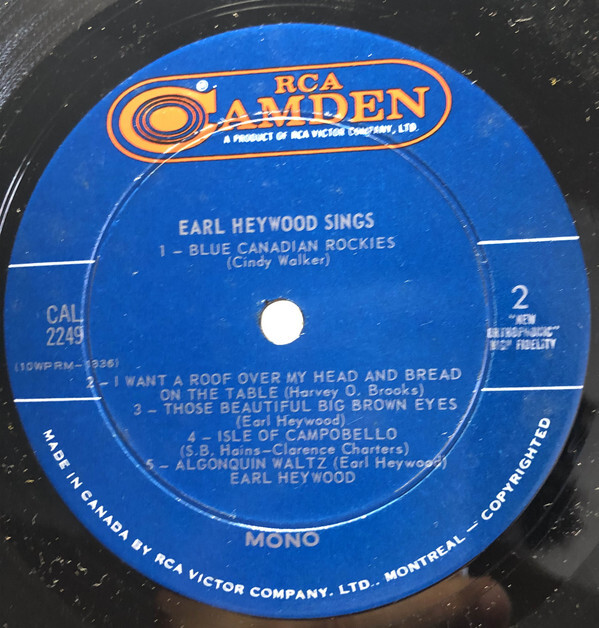 RCA
CAMDEN
®
A PRODUCT OF RCA VICTOR COMPANY, LTD.
EARL HEYWOOD SINGS
1 – BLUE CANADIAN ROCKIES
(Cindy Walker)
CAL
2249
(10WPRM-1336)
2
"NEW
ORTHOPHONIC"
HIGH FIDELITY
2 – I WANT A ROOF OVER MY HEAD AND BREAD
ON THE TABLE (Harvey O. Brooks)
3 – THOSE BEAUTIFUL BIG BROWN EYES
(Earl Heywood)
4 – ISLE OF CAMPOBELLO
(S.B. Hains–Clarence Charters)
5 – ALGONQUIN WALTZ (Earl Heywood)
EARL HEYWOOD
MONO
MADE IN CANADA BY RCA VICTOR COMPANY, LTD., MONTREAL – COPYRIGHTED